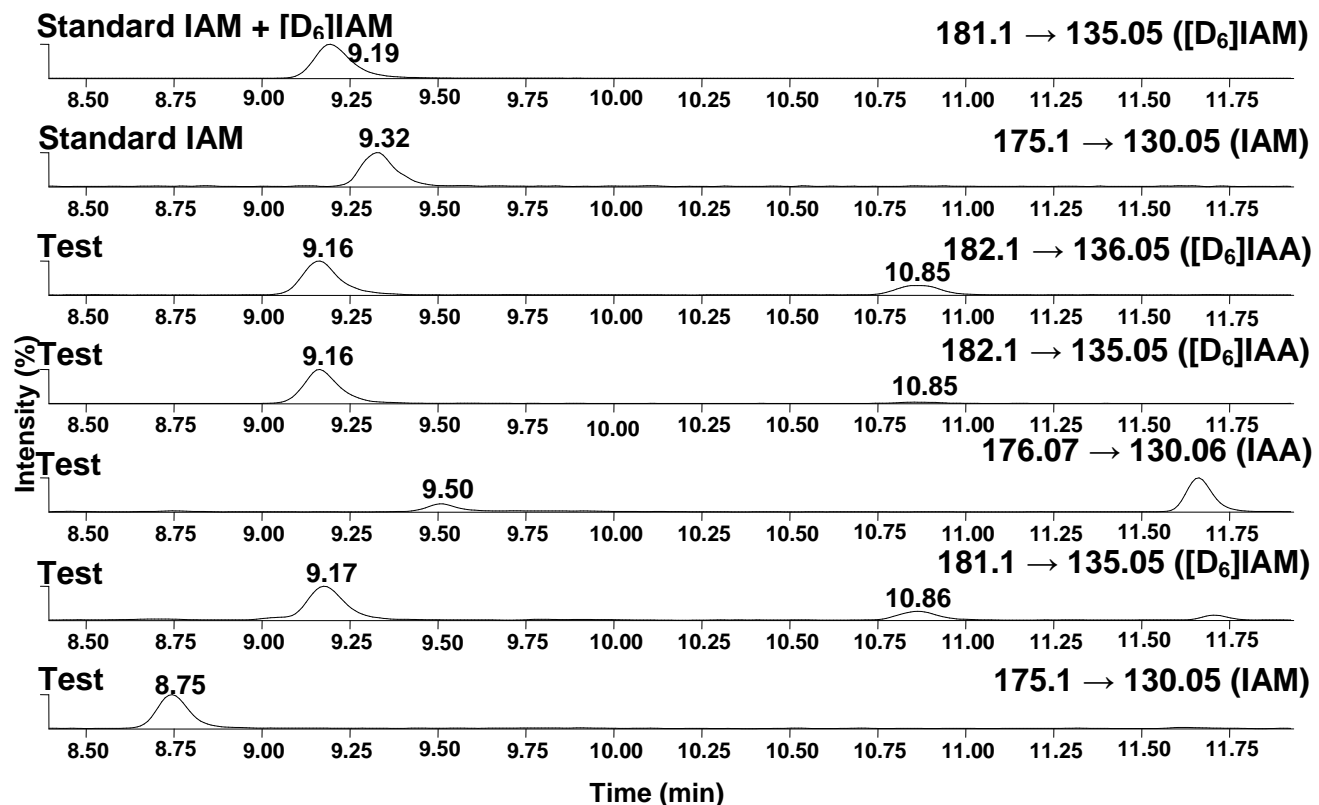 Standard IAM + [D₆]IAM
181.1 → 135.05 ([D₆]IAM)
9.19
8.50 8.75 9.00 9.25 9.50 9.75 10.00 10.25 10.50 10.75 11.00 11.25 11.50 11.75
Standard IAM
9.32
175.1 → 130.05 (IAM)
8.50 8.75 9.00 9.25 9.50 9.75 10.00 10.25 10.50 10.75 11.00 11.25 11.50 11.75
Test
9.16
182.1 → 136.05 ([D₆]IAA)
10.85
8.50 8.75 9.00 9.25 9.50 9.75 10.00 10.25 10.50 10.75 11.00 11.25 11.50 11.75
Intensity (%)
Test
9.16
182.1 → 135.05 ([D₆]IAA)
10.85
8.50 8.75 9.00 9.25 9.50 9.75 10.00 10.25 10.50 10.75 11.00 11.25 11.50 11.75
Test
176.07 → 130.06 (IAA)
9.50
8.50 8.75 9.00 9.25 9.50 9.75 10.00 10.25 10.50 10.75 11.00 11.25 11.50 11.75
Test
9.17
181.1 → 135.05 ([D₆]IAM)
10.86
8.50 8.75 9.00 9.25 9.50 9.75 10.00 10.25 10.50 10.75 11.00 11.25 11.50 11.75
Test
8.75
175.1 → 130.05 (IAM)
8.50 8.75 9.00 9.25 9.50 9.75 10.00 10.25 10.50 10.75 11.00 11.25 11.50 11.75
Time (min)